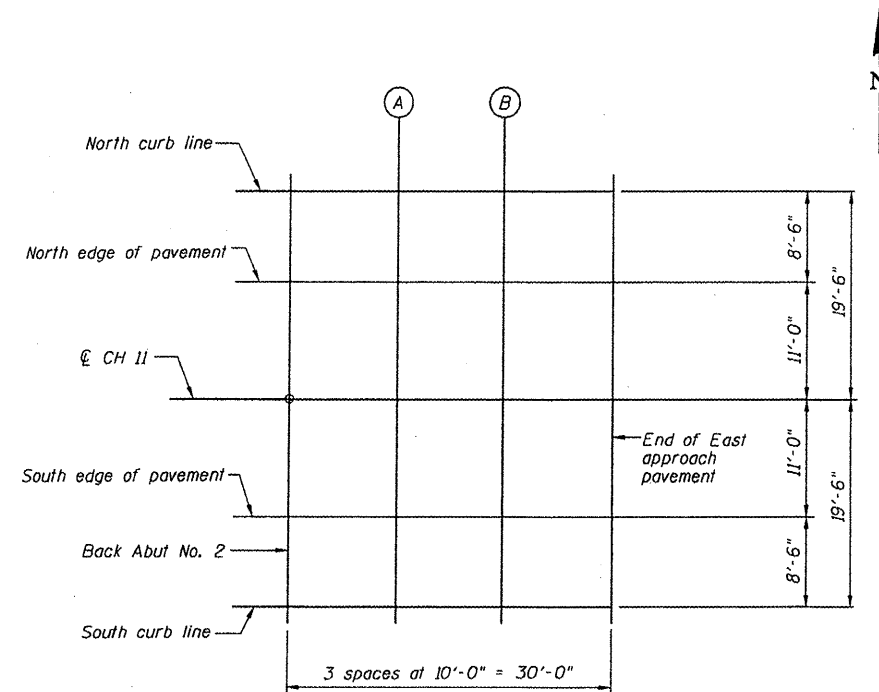 N
A
B
North curb line
North edge of pavement
℄ CH 11
South edge of pavement
Back Abut No. 2
South curb line
End of East
approach
pavement
8'-6"
11'-0"
19'-6"
11'-0"
8'-6"
19'-6"
3 spaces at 10'-0" = 30'-0"